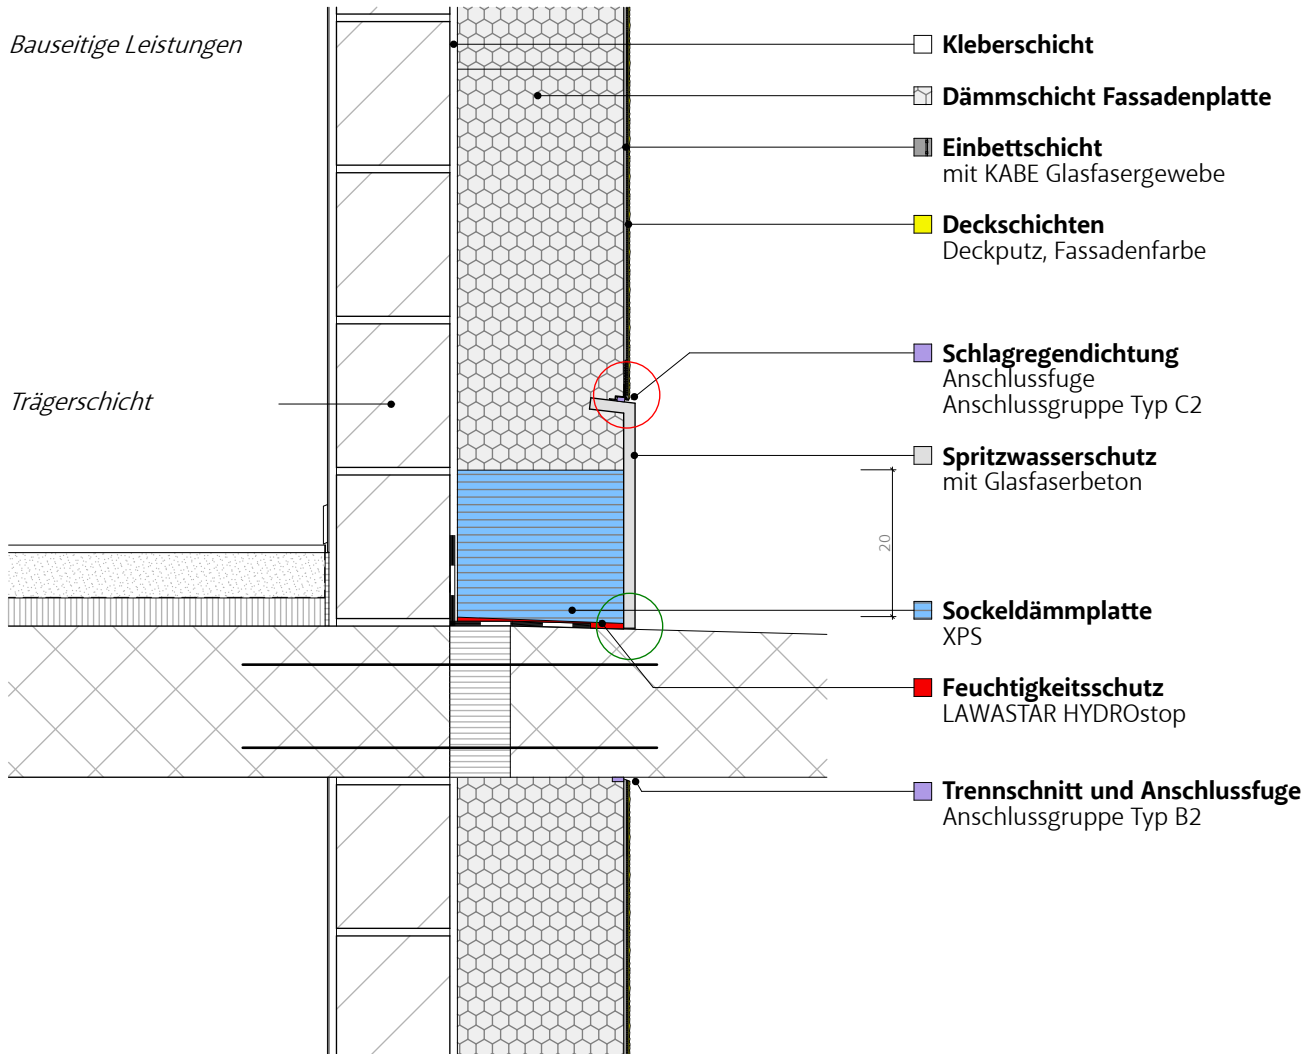 Bauseitige Leistungen
Kleberschicht
Dämmschicht Fassadenplatte
Einbettschicht
mit KABE Glasfasergewebe
Deckschichten
Deckputz, Fassadenfarbe
Schlagregendichtung
Anschlussfuge
Anschlussgruppe Typ C2
Trägerschicht
Spritzwasserschutz
mit Glasfaserbeton
20
Sockeldämmplatte
XPS
Feuchtigkeitsschutz
LAWASTAR HYDROstop
Trennschnitt und Anschlussfuge
Anschlussgruppe Typ B2